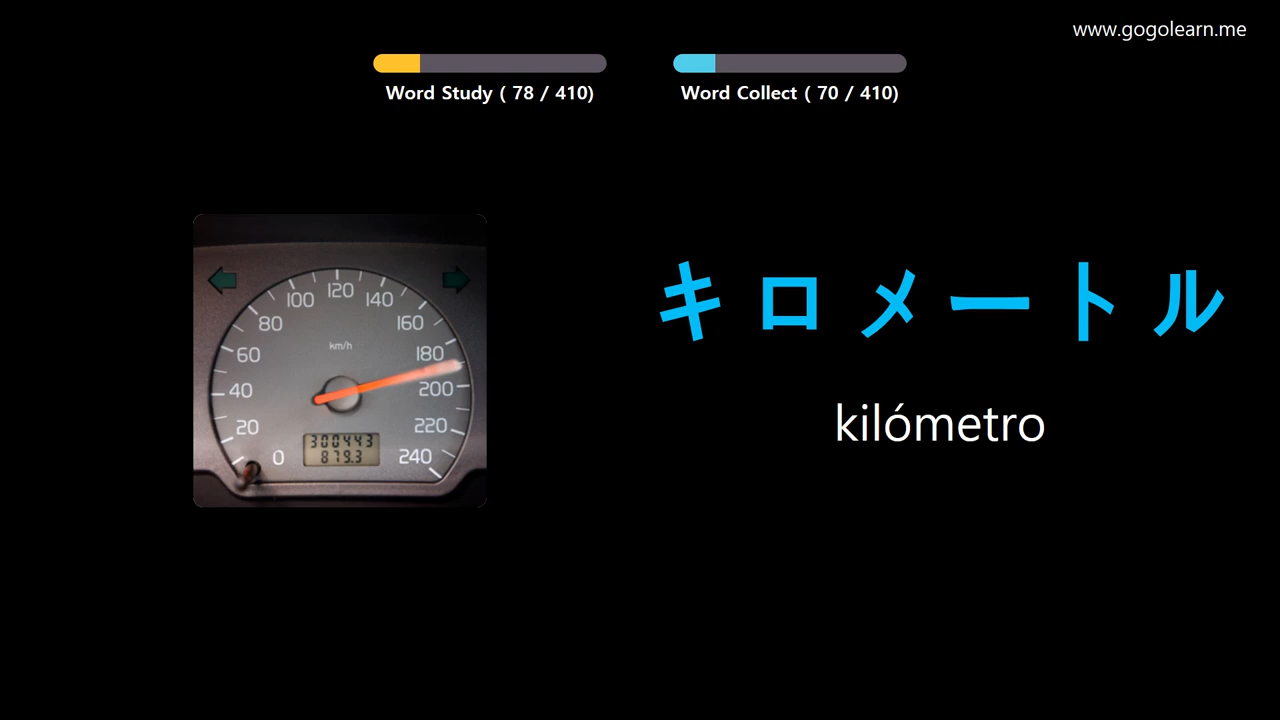 www.gogolearn.me
Word Study ( 78 / 410)
Word Collect ( 70 / 410)
キロメートル
kilómetro
0
20
40
60
80
100
120
140
160
180
200
220
240
km/h
300443
879.3